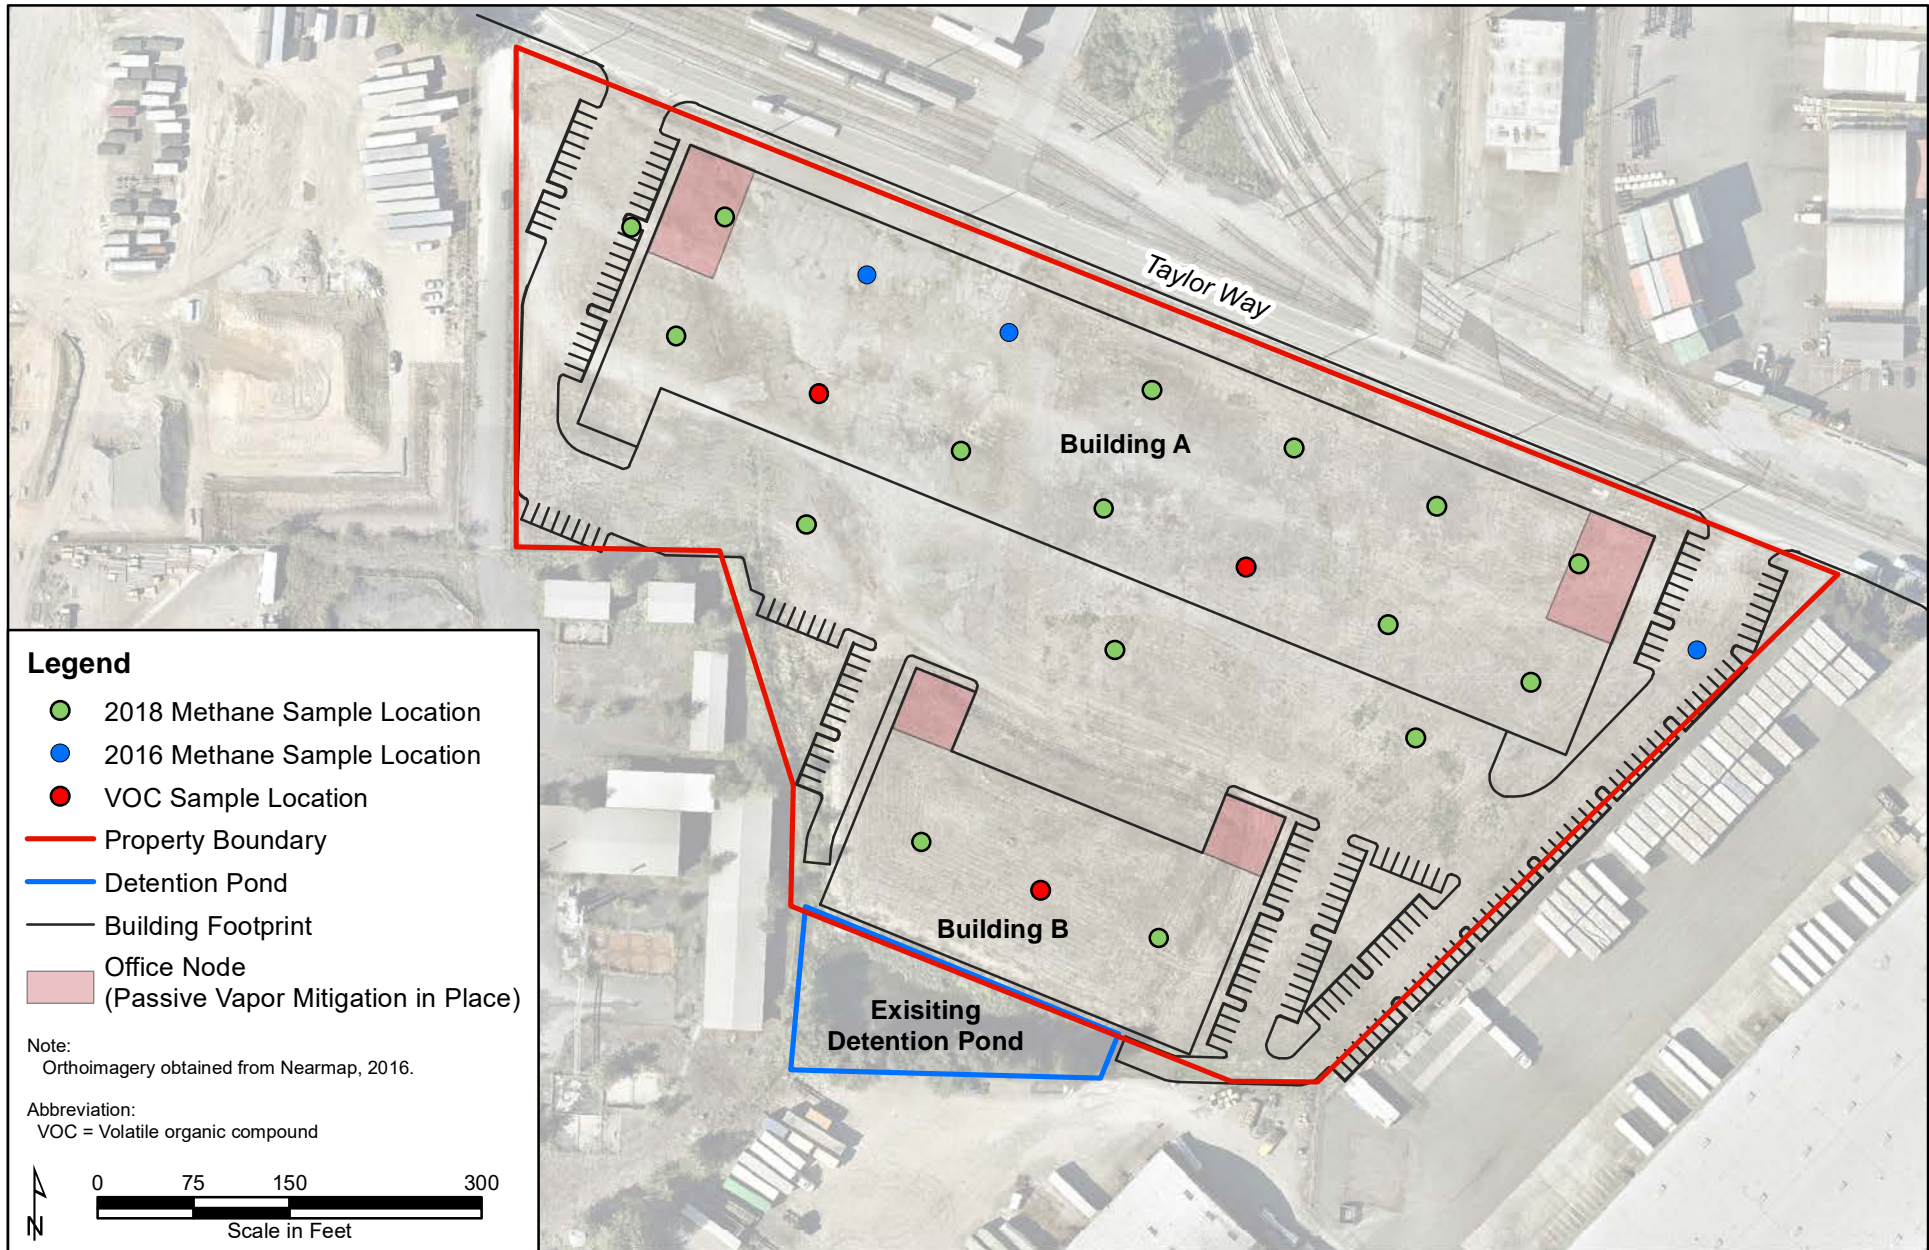 Taylor Way
Building A
Building B
Exisiting
Detention Pond
Legend
2018 Methane Sample Location
2016 Methane Sample Location
VOC Sample Location
Property Boundary
Detention Pond
Building Footprint
Office Node
(Passive Vapor Mitigation in Place)
Note:
Orthoimagery obtained from Nearmap, 2016.
Abbreviation:
VOC = Volatile organic compound
N
0 75 150 300
Scale in Feet